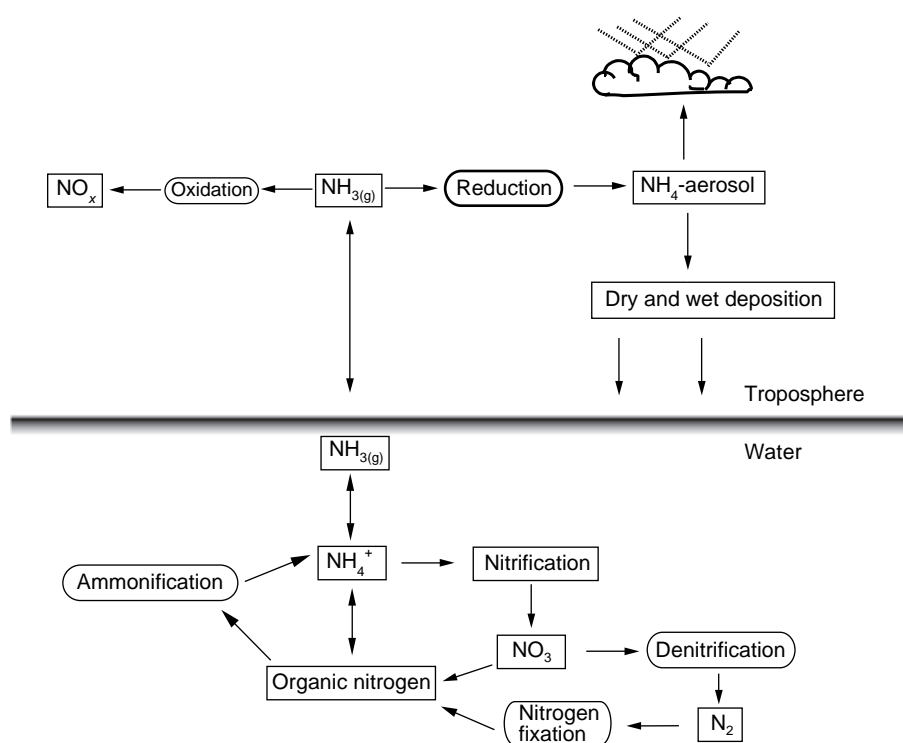 NOₓ
Oxidation
NH₃₍g₎
Reduction
NH₄-aerosol
Dry and wet deposition
Troposphere
Water
NH₃₍g₎
NH₄⁺
Nitrification
Ammonification
NO₃
Denitrification
Organic nitrogen
Nitrogen
fixation
N₂